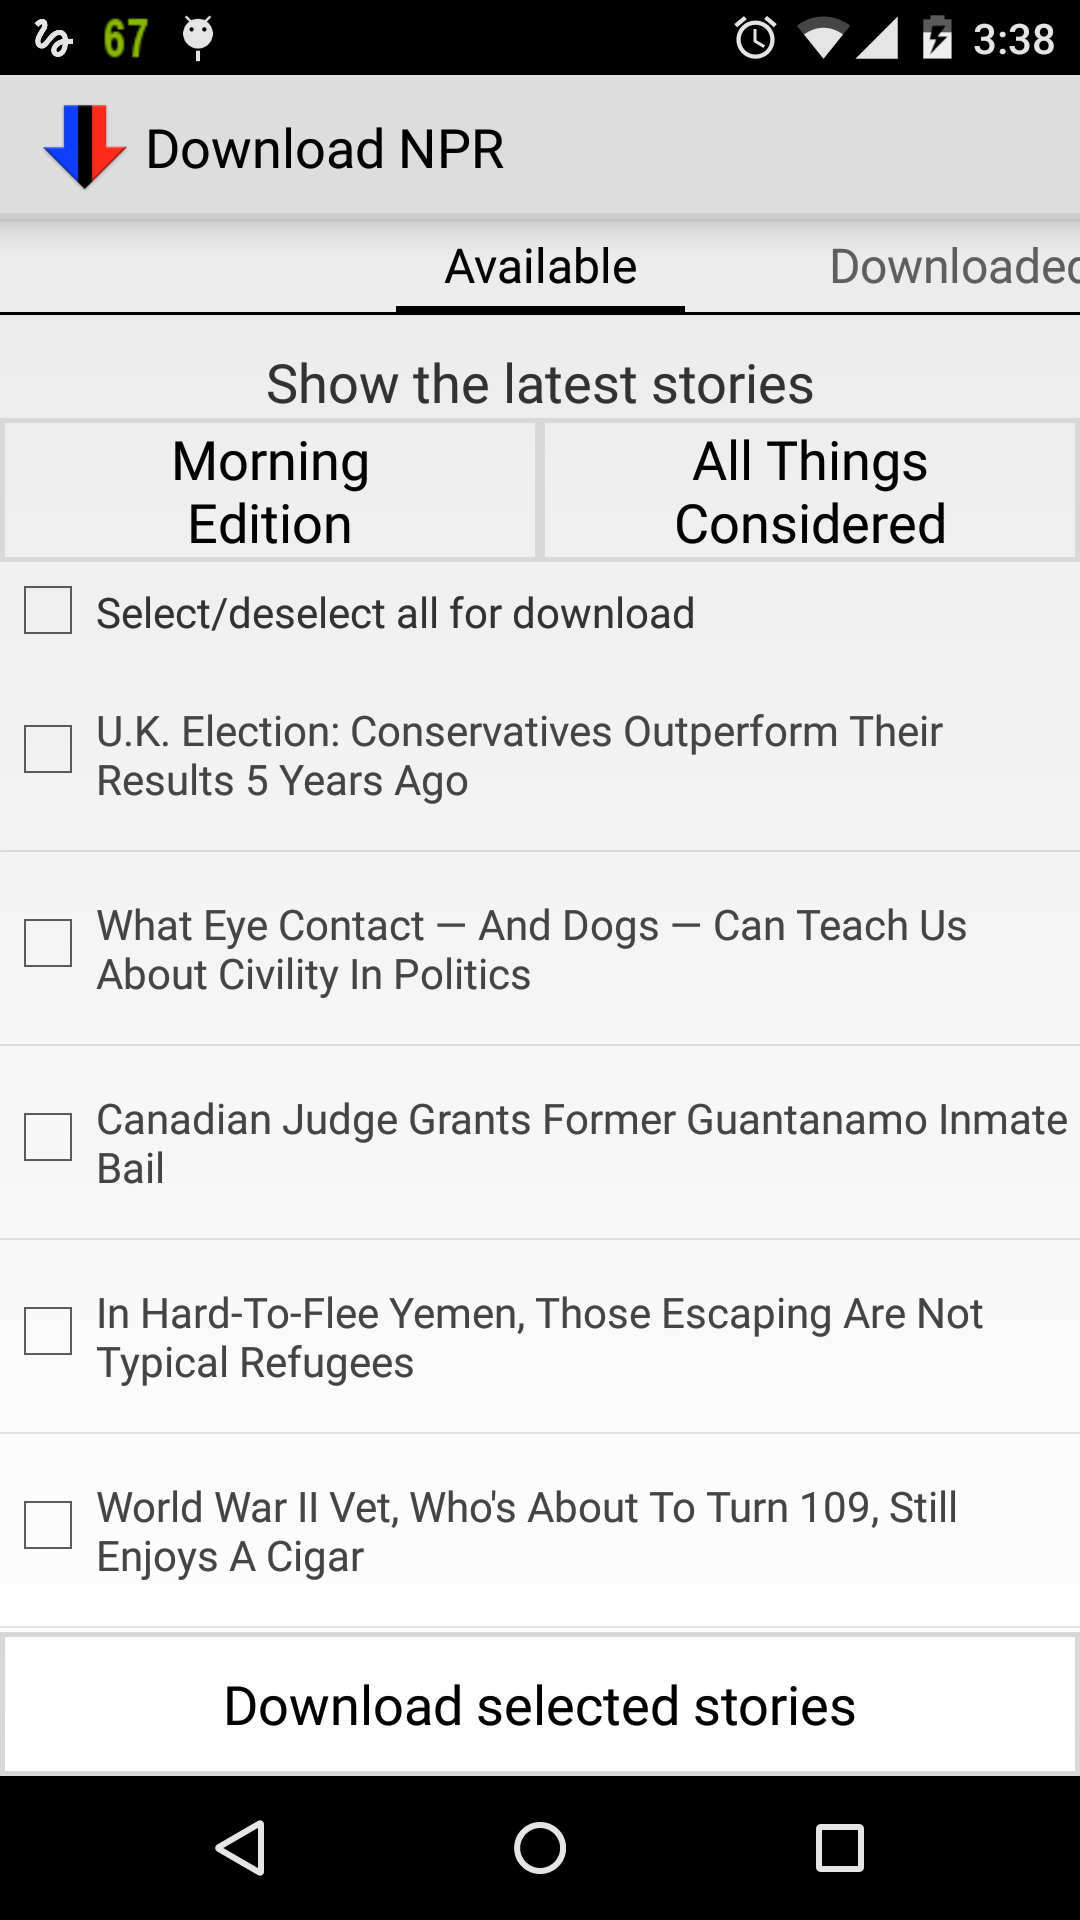 67 3:38
Download NPR
Available Downloaded
Show the latest stories
Morning
Edition
All Things
Considered
Select/deselect all for download
U.K. Election: Conservatives Outperform Their
Results 5 Years Ago
What Eye Contact — And Dogs — Can Teach Us
About Civility In Politics
Canadian Judge Grants Former Guantanamo Inmate
Bail
In Hard-To-Flee Yemen, Those Escaping Are Not
Typical Refugees
World War II Vet, Who's About To Turn 109, Still
Enjoys A Cigar
Download selected stories